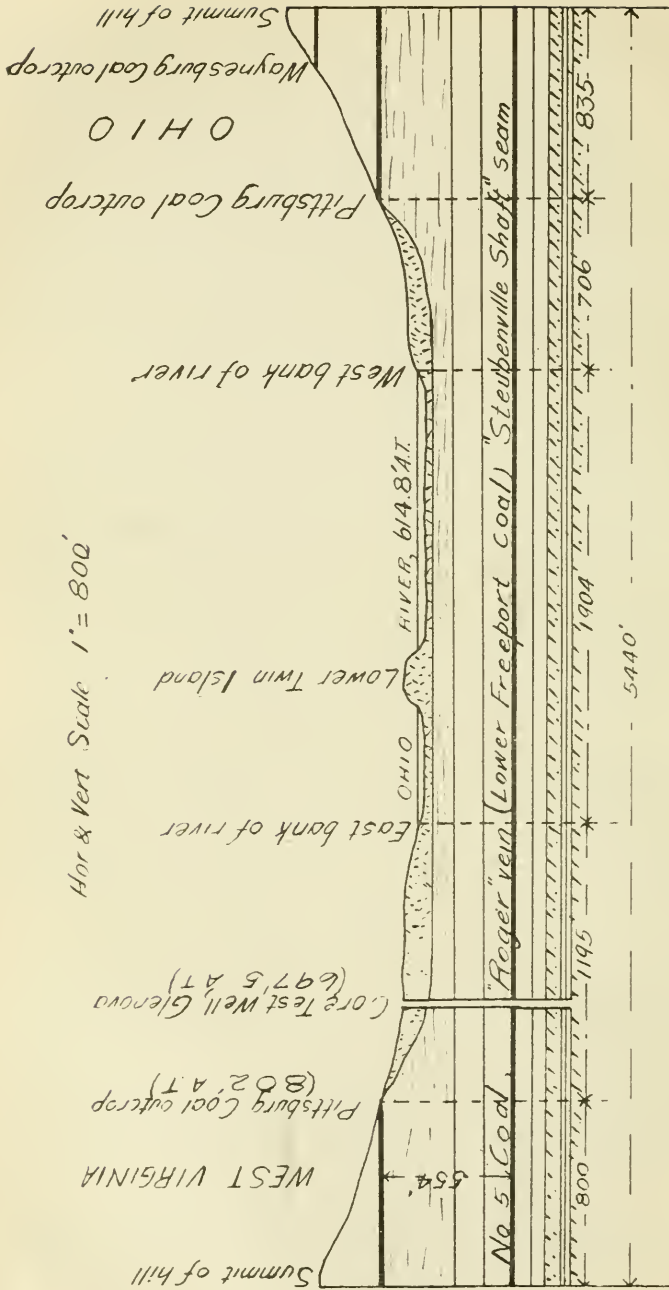 Hor & Vert Scale 1" = 800'
Summit of hill
WEST VIRGINIA
Pittsburg Coal outcrop
(802' A.T)
Core Test Well, Glenova
(697'.5 A.T)
East bank of river
Lower Twin Island
West bank of river
Pittsburg Coal outcrop
OHIO
Waynesburg Coal outcrop
Summit of hill
OHIO RIVER, 614.8' A.T.
554'
No 5 Coal, "Roger" vein (Lower Freeport Coal) "Steubenville Shaft" seam
800' 1195 1904' 706' 835
5440'